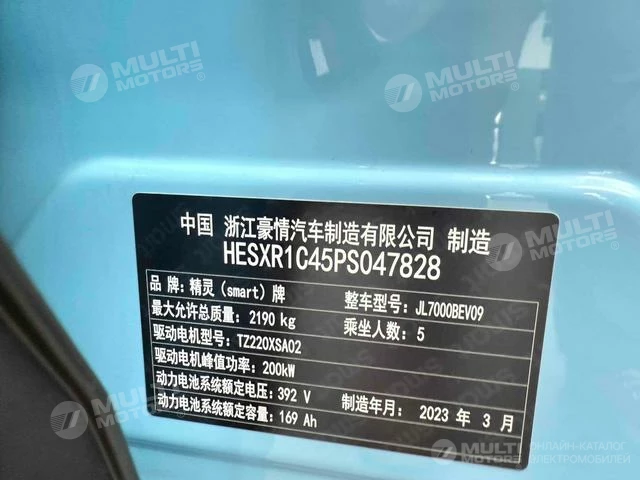 MULTI MOTORS®
MULTI MOTORS®
MULTI MOTORS®
中国 浙江豪情汽车制造有限公司 制造
HESXR1C45PS047828
品 牌：精灵（smart）牌 整车型号：JL7000BEV09
最大允许总质量：2190 kg 乘坐人数：5
驱动电机型号：TZ220XSA02
驱动电机峰值功率：200kW
动力电池系统额定电压：392 V 制造年月：2023 年 3 月
动力电池系统额定容量：169 Ah
MULTI MOTORS®
MULTI MOTORS
ОНЛАЙН-КАТАЛОГ
ЭЛЕКТРОМОБИЛЕЙ